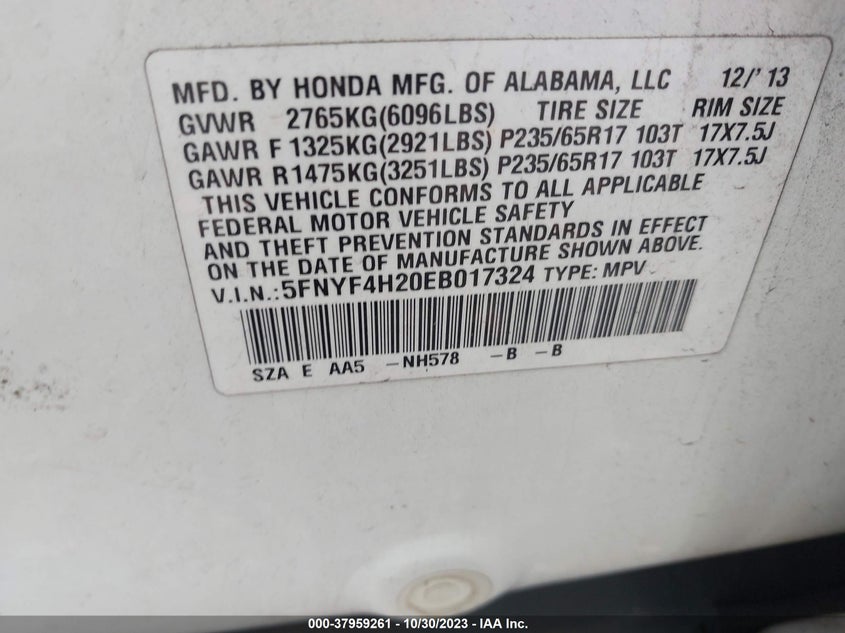 MFD. BY HONDA MFG. OF ALABAMA, LLC 12/'13
GVWR 2765KG(6096LBS) TIRE SIZE RIM SIZE
GAWR F 1325KG(2921LBS) P235/65R17 103T 17X7.5J
GAWR R1475KG(3251LBS) P235/65R17 103T 17X7.5J
THIS VEHICLE CONFORMS TO ALL APPLICABLE
FEDERAL MOTOR VEHICLE SAFETY
AND THEFT PREVENTION STANDARDS IN EFFECT
ON THE DATE OF MANUFACTURE SHOWN ABOVE.
V.I.N.:5FNYF4H20EB017324 TYPE: MPV
SZA E AA5 -NH578 -B -B
000-37959261 - 10/30/2023 - IAA Inc.